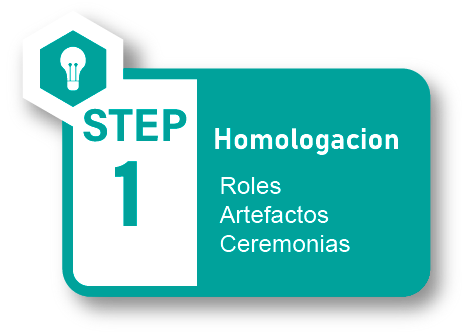 STEP
1
Homologacion
Roles
Artefactos
Ceremonias